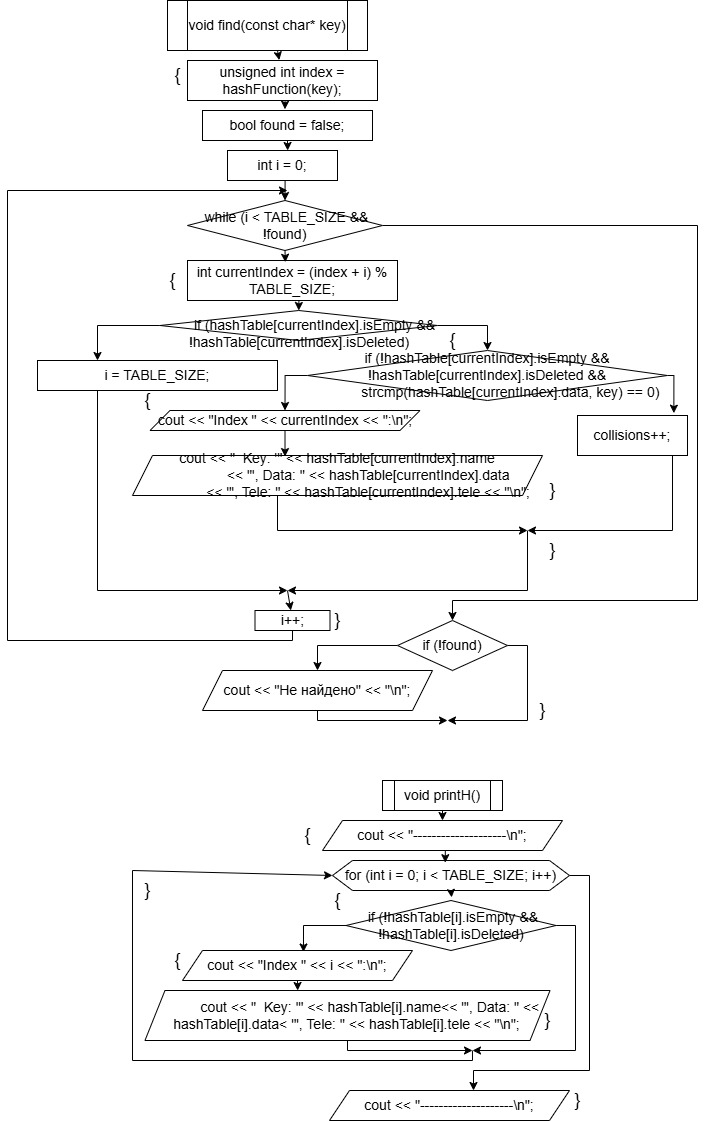 void find(const char* key)
{
unsigned int index =
hashFunction(key);
bool found = false;
int i = 0;
while (i < TABLE_SIZE &&
!found)
{
int currentIndex = (index + i) %
TABLE_SIZE;
if (hashTable[currentIndex].isEmpty &&
!hashTable[currentIndex].isDeleted)
{
i = TABLE_SIZE;
if (!hashTable[currentIndex].isEmpty &&
!hashTable[currentIndex].isDeleted &&
strcmp(hashTable[currentIndex].data, key) == 0)
{
cout << "Index " << currentIndex << ":\n";
collisions++;
cout << "  Key: '" << hashTable[currentIndex].name
<< "', Data: " << hashTable[currentIndex].data
<< "', Tele: " << hashTable[currentIndex].tele << "\n";
}
}
i++;
}
if (!found)
cout << "Не найдено" << "\n";
}
void printH()
{
cout << "--------------------\n";
for (int i = 0; i < TABLE_SIZE; i++)
}
{
if (!hashTable[i].isEmpty &&
!hashTable[i].isDeleted)
{
cout << "Index " << i << ":\n";
cout << "  Key: '" << hashTable[i].name<< "', Data: " <<
hashTable[i].data< "', Tele: " << hashTable[i].tele << "\n";
}
cout << "--------------------\n";
}